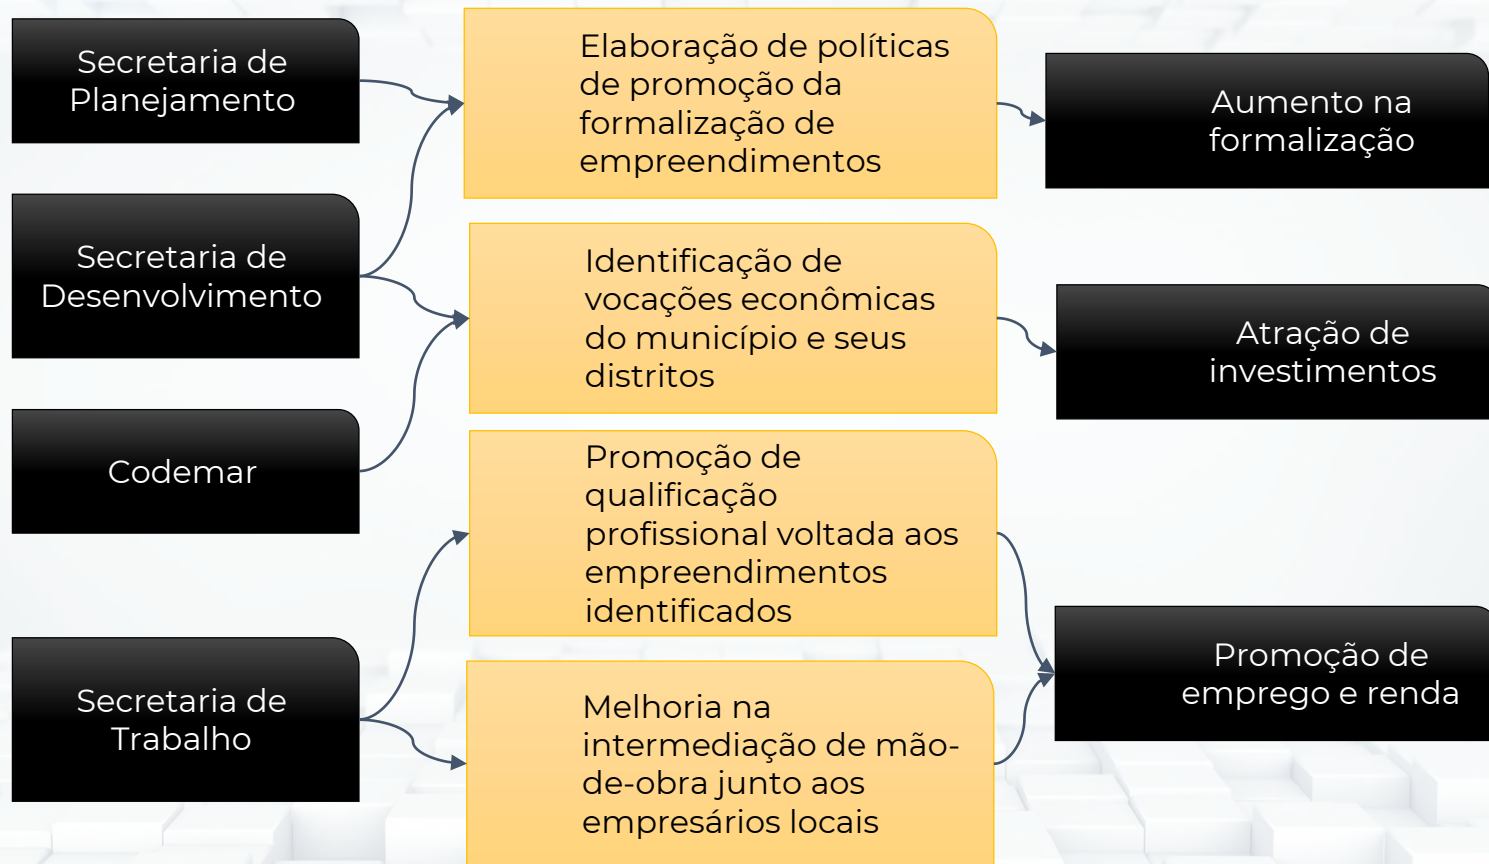 Secretaria de
Planejamento
Secretaria de
Desenvolvimento
Codemar
Secretaria de
Trabalho
Elaboração de políticas
de promoção da
formalização de
empreendimentos
Identificação de
vocações econômicas
do município e seus
distritos
Promoção de
qualificação
profissional voltada aos
empreendimentos
identificados
Melhoria na
intermediação de mão-
de-obra junto aos
empresários locais
Aumento na
formalização
Atração de
investimentos
Promoção de
emprego e renda